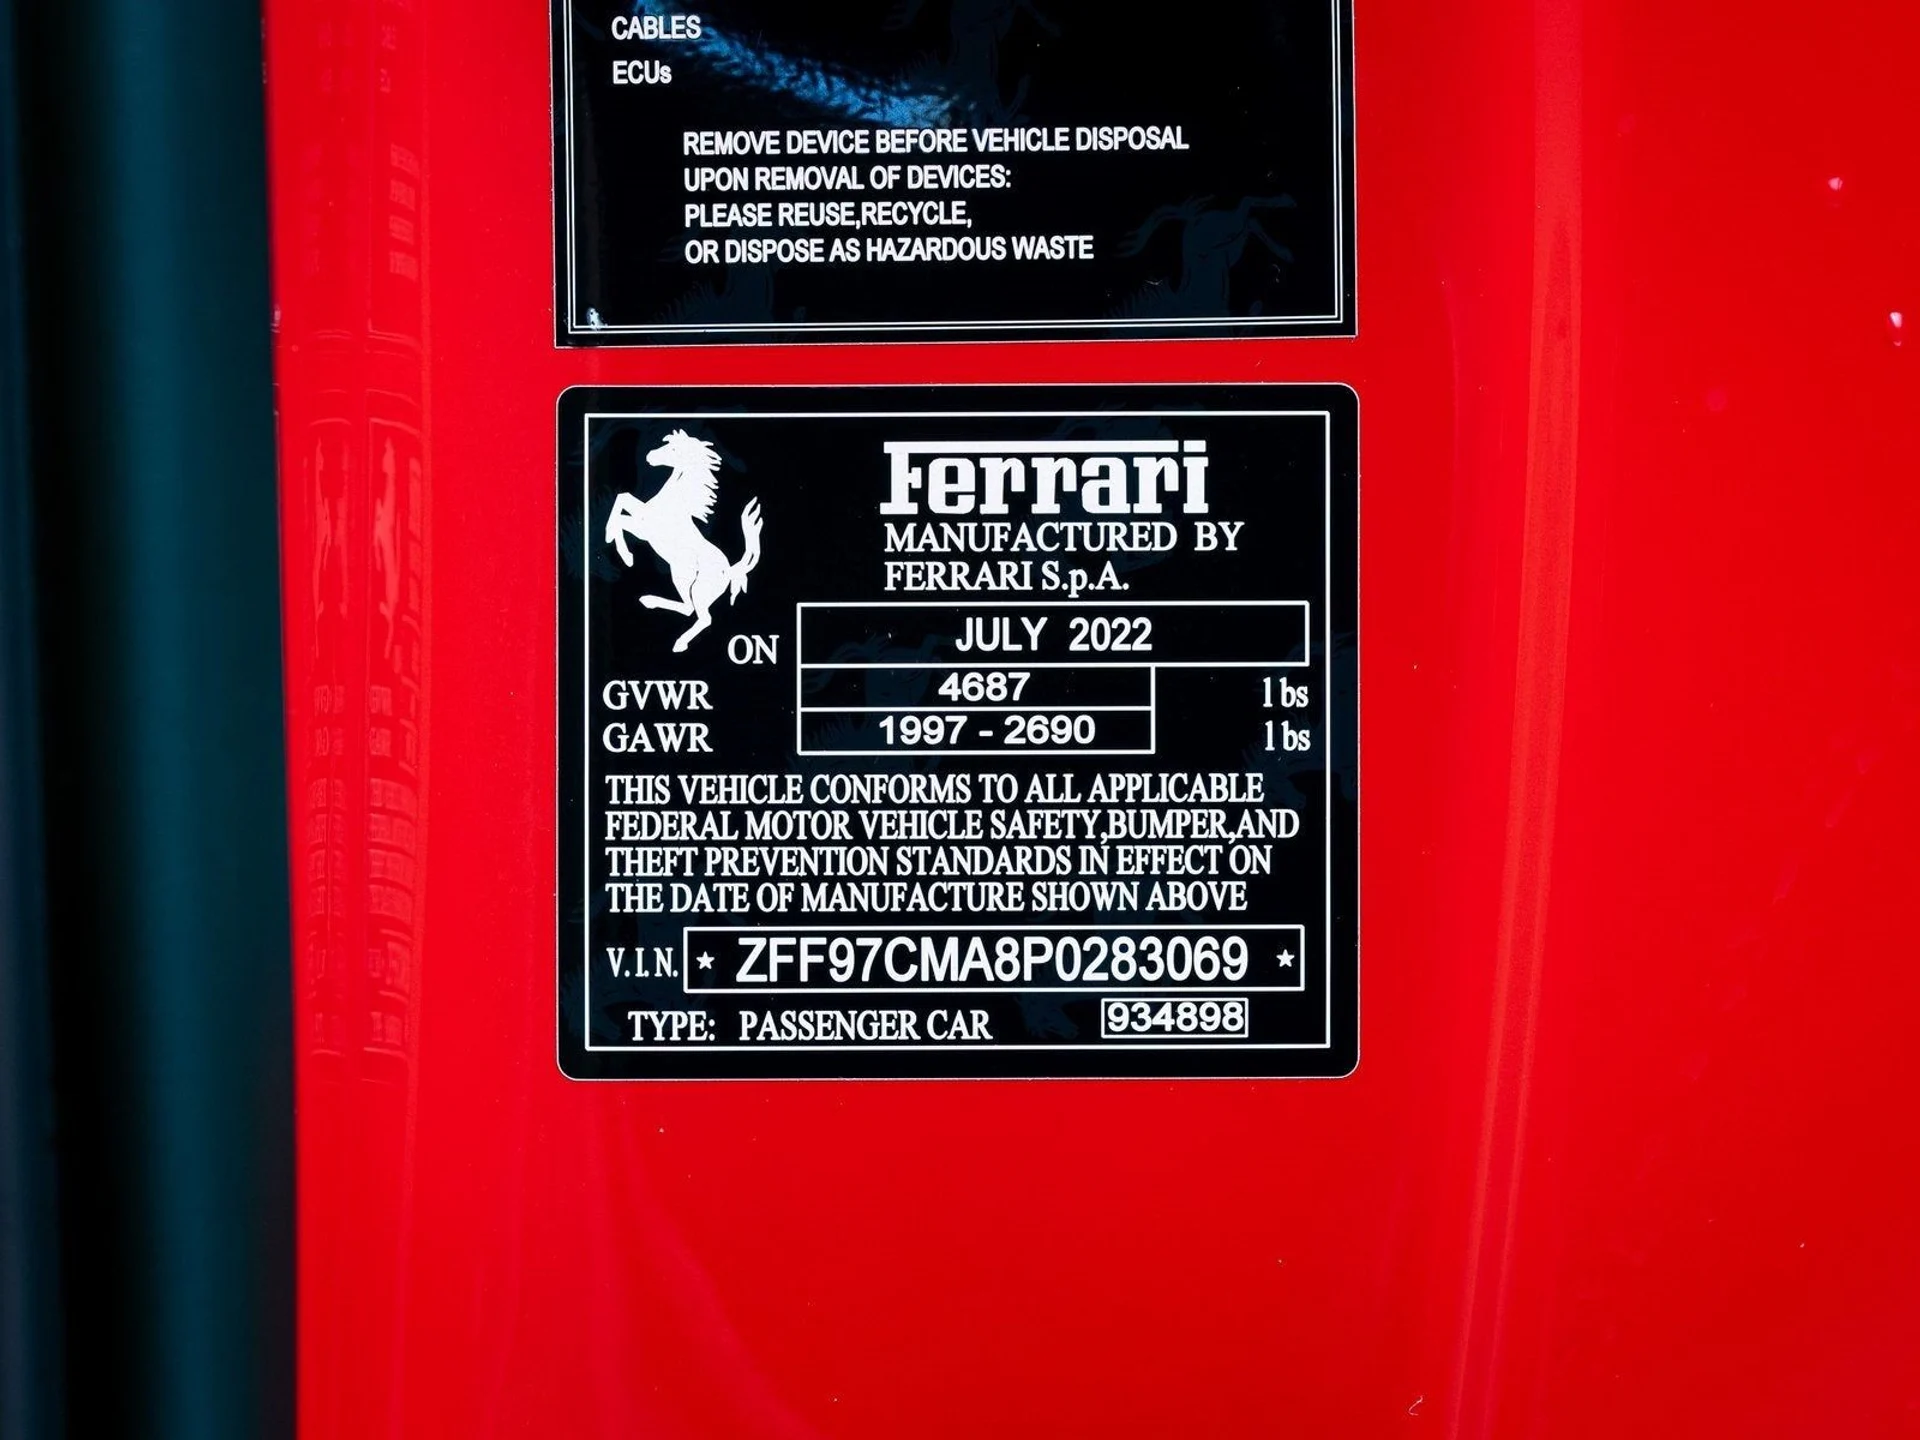 CABLES
ECUs
REMOVE DEVICE BEFORE VEHICLE DISPOSAL
UPON REMOVAL OF DEVICES:
PLEASE REUSE,RECYCLE,
OR DISPOSE AS HAZARDOUS WASTE
Ferrari
MANUFACTURED BY
FERRARI S.p.A.
ON JULY 2022
GVWR 4687 lbs
GAWR 1997 - 2690 lbs
THIS VEHICLE CONFORMS TO ALL APPLICABLE
FEDERAL MOTOR VEHICLE SAFETY,BUMPER,AND
THEFT PREVENTION STANDARDS IN EFFECT ON
THE DATE OF MANUFACTURE SHOWN ABOVE
V.I.N. ★ ZFF97CMA8P0283069 ★
TYPE: PASSENGER CAR 934898